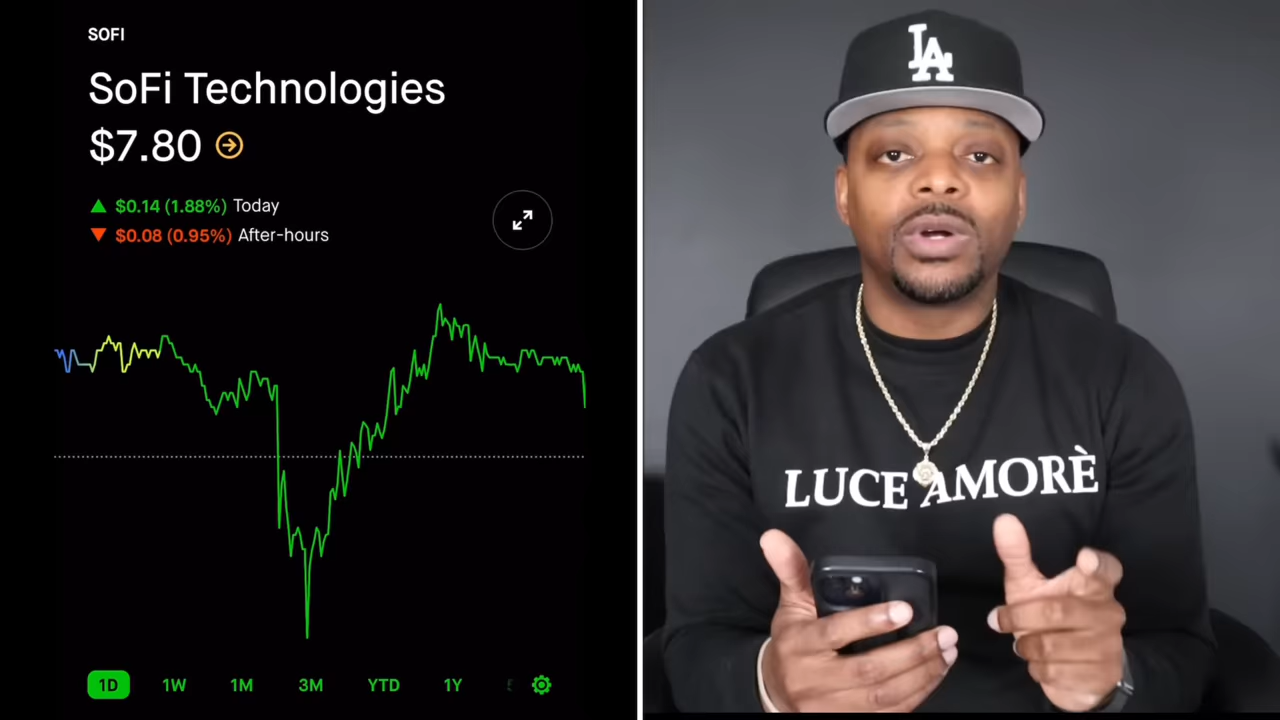 SOFI
SoFi Technologies
$7.80
$0.14 (1.88%) Today
$0.08 (0.95%) After-hours
1D 1W 1M 3M YTD 1Y
LA
LUCE AMORÈ